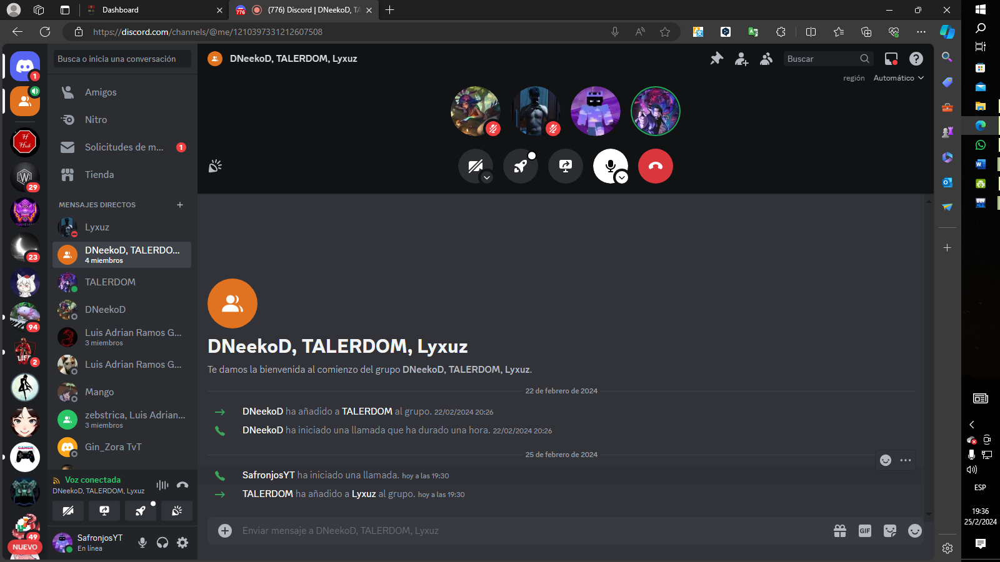 Dashboard
(776) Discord | DNeekoD, TA
776
https://discord.com/channels/@me/1210397331212607508
Busca o inicia una conversación
DNeekoD, TALERDOM, Lyxuz
Buscar
región
Automático
1
Amigos
Nitro
Solicitudes de m...
1
Tienda
MENSAJES DIRECTOS
Lyxuz
DNeekoD, TALERDO...
4 miembros
TALERDOM
DNeekoD
Luis Adrian Ramos G...
3 miembros
Luis Adrian Ramos G...
Mango
zebstrica, Luis Adrian...
3 miembros
Gin_Zora TvT
H
Hub
29
23
94
LIFE
2
GAMER
49
NUEVO
Voz conectada
DNeekoD, TALERDOM, Lyxuz
SafronjosYT
En línea
DNeekoD, TALERDOM, Lyxuz
Te damos la bienvenida al comienzo del grupo DNeekoD, TALERDOM, Lyxuz.
22 de febrero de 2024
DNeekoD ha añadido a TALERDOM al grupo. 22/02/2024 20:26
DNeekoD ha iniciado una llamada que ha durado una hora. 22/02/2024 20:26
25 de febrero de 2024
SafronjosYT ha iniciado una llamada. hoy a las 19:30
TALERDOM ha añadido a Lyxuz al grupo. hoy a las 19:30
Enviar mensaje a DNeekoD, TALERDOM, Lyxuz
GIF
DEV
ESP
19:36
25/2/2024